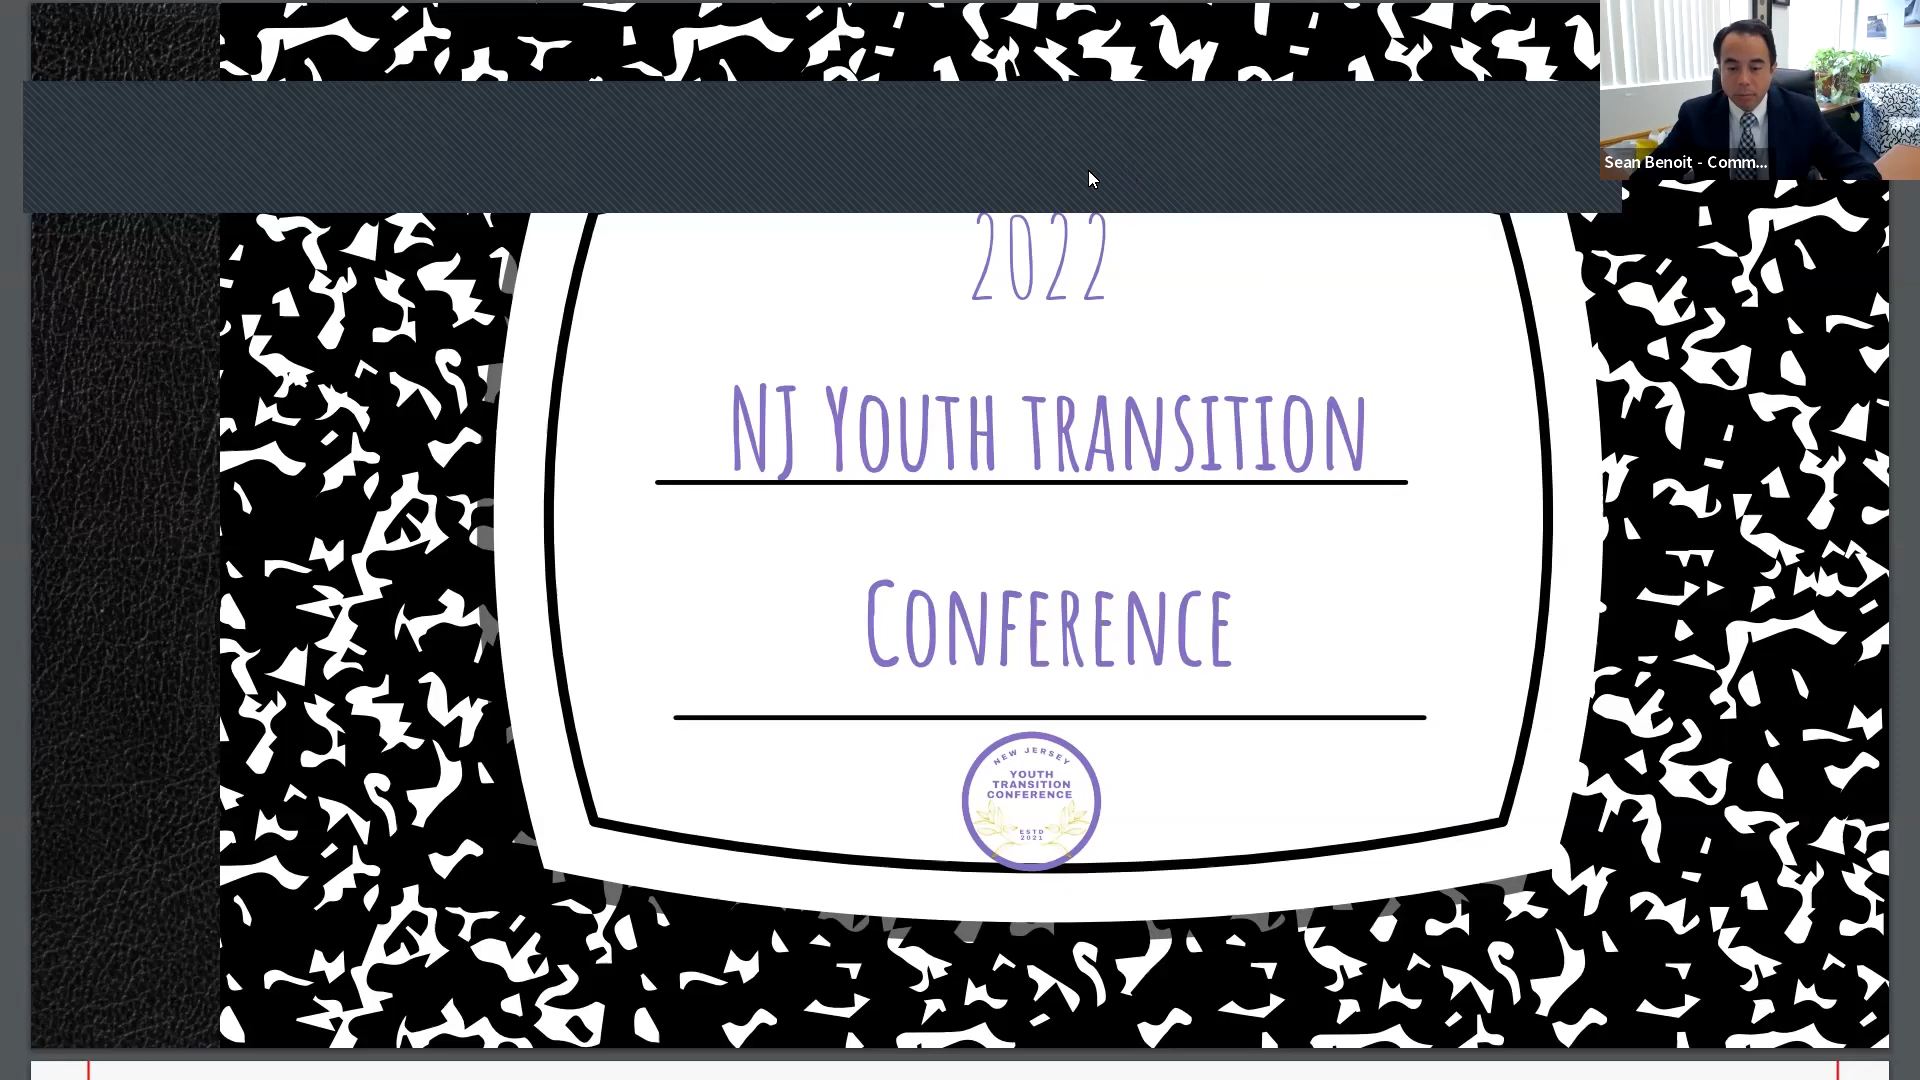 Sean Benoit - Comm...
2022
NJ Youth transition
Conference
NEW JERSEY
YOUTH
TRANSITION
CONFERENCE
ESTD
2021